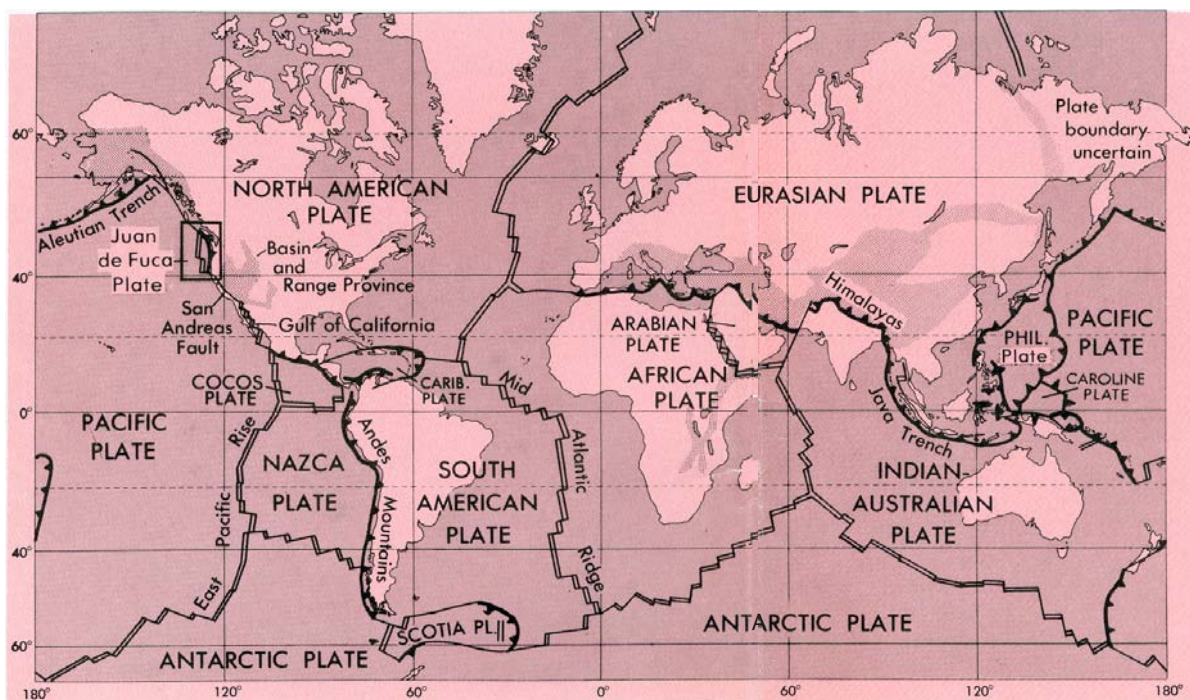 60°
40°
0°
40°
60°
180°
120°
60°
0°
60°
120°
180°
Aleutian Trench
Juan
de Fuca
Plate
NORTH AMERICAN
PLATE
Basin
and
Range Province
San
Andreas
Fault
Gulf of California
COCOS
PLATE
CARIB.
PLATE
PACIFIC
PLATE
East Pacific Rise
NAZCA
PLATE
Andes Mountains
SOUTH
AMERICAN
PLATE
Mid Atlantic Ridge
SCOTIA PL.
ANTARCTIC PLATE
EURASIAN PLATE
Plate
boundary
uncertain
ARABIAN
PLATE
AFRICAN
PLATE
Himalayas
Java Trench
PHIL.
Plate
PACIFIC
PLATE
CAROLINE
PLATE
INDIAN
AUSTRALIAN
PLATE
ANTARCTIC PLATE